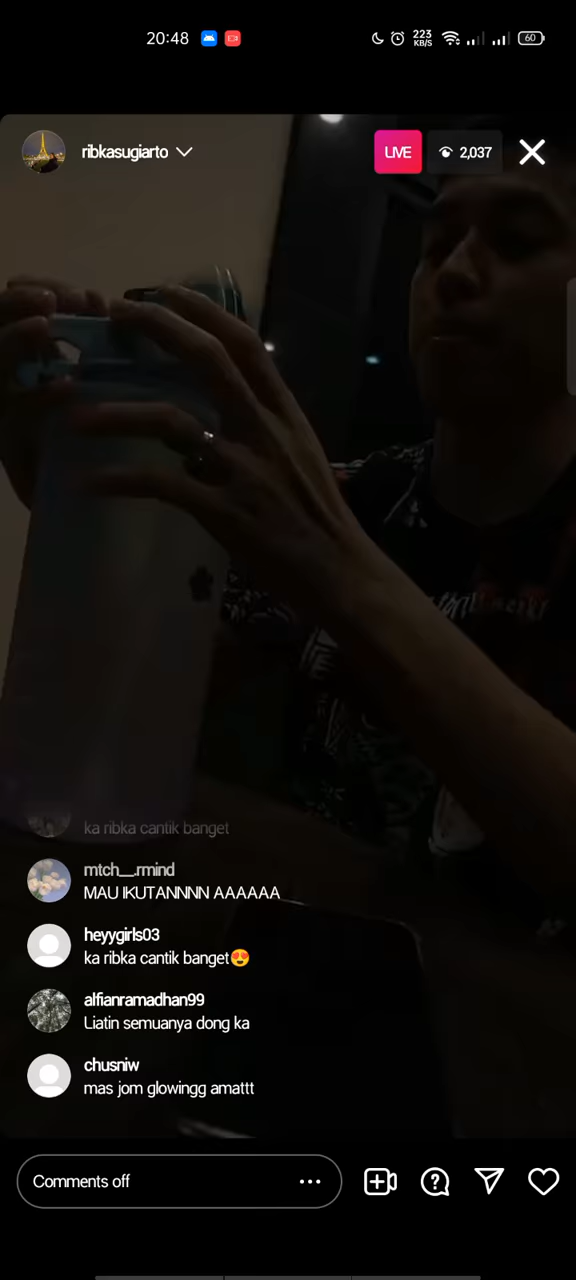 20:48
223
KB/S
60
ribkasugiarto
LIVE
2,037
ka ribka cantik banget
mtch__.rmind
MAU IKUTANNNN AAAAAA
heyygirls03
ka ribka cantik banget😍
alfianramadhan99
Liatin semuanya dong ka
chusniw
mas jom glowingg amattt
Comments off